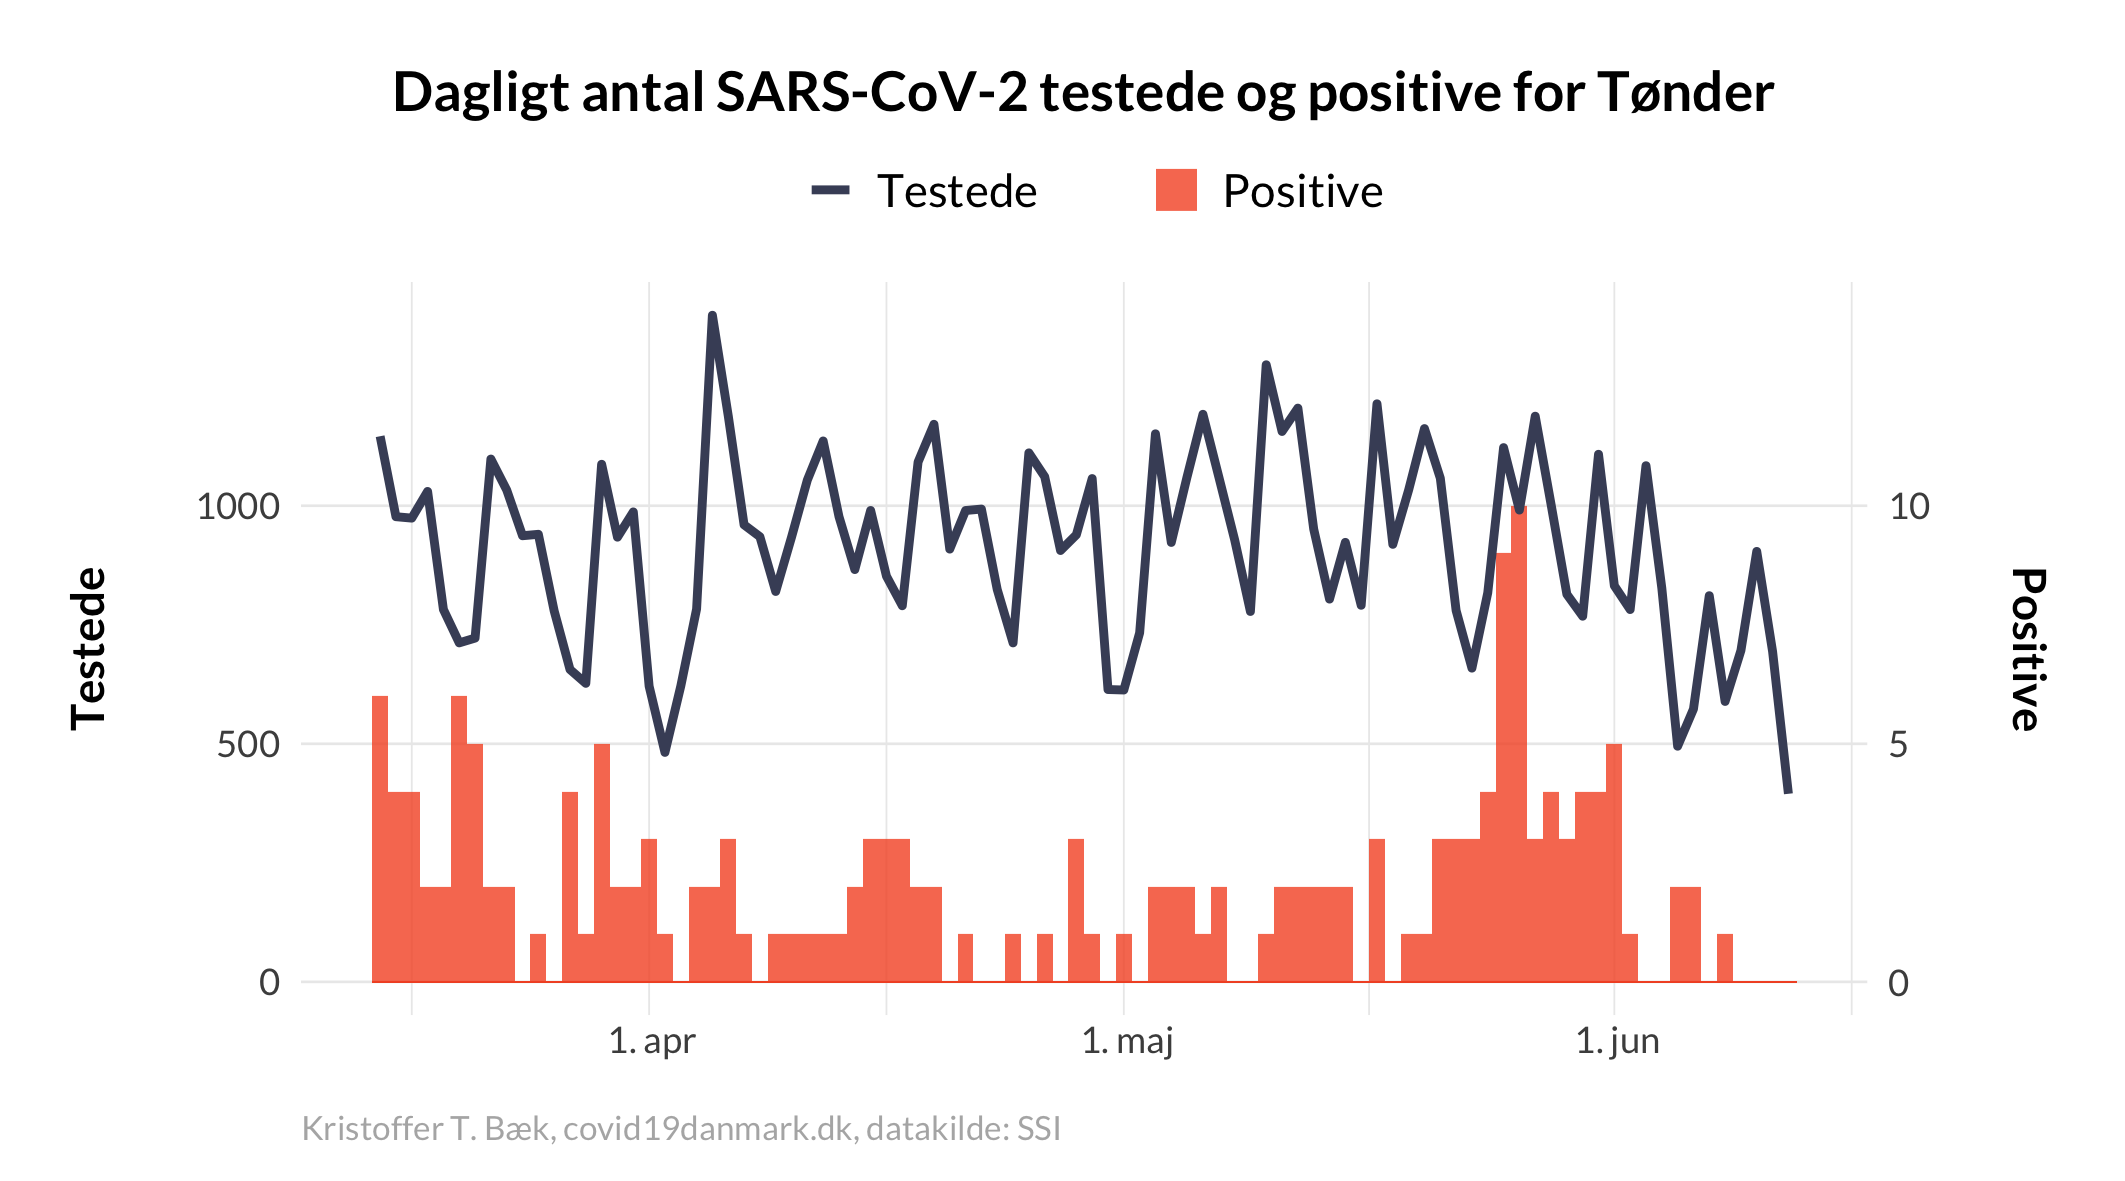 Dagligt antal SARS-CoV-2 testede og positive for Tønder
Testede Positive
1000
500
0
10
5
0
Testede
Positive
1. apr 1. maj 1. jun
Kristoffer T. Bæk, covid19danmark.dk, datakilde: SSI